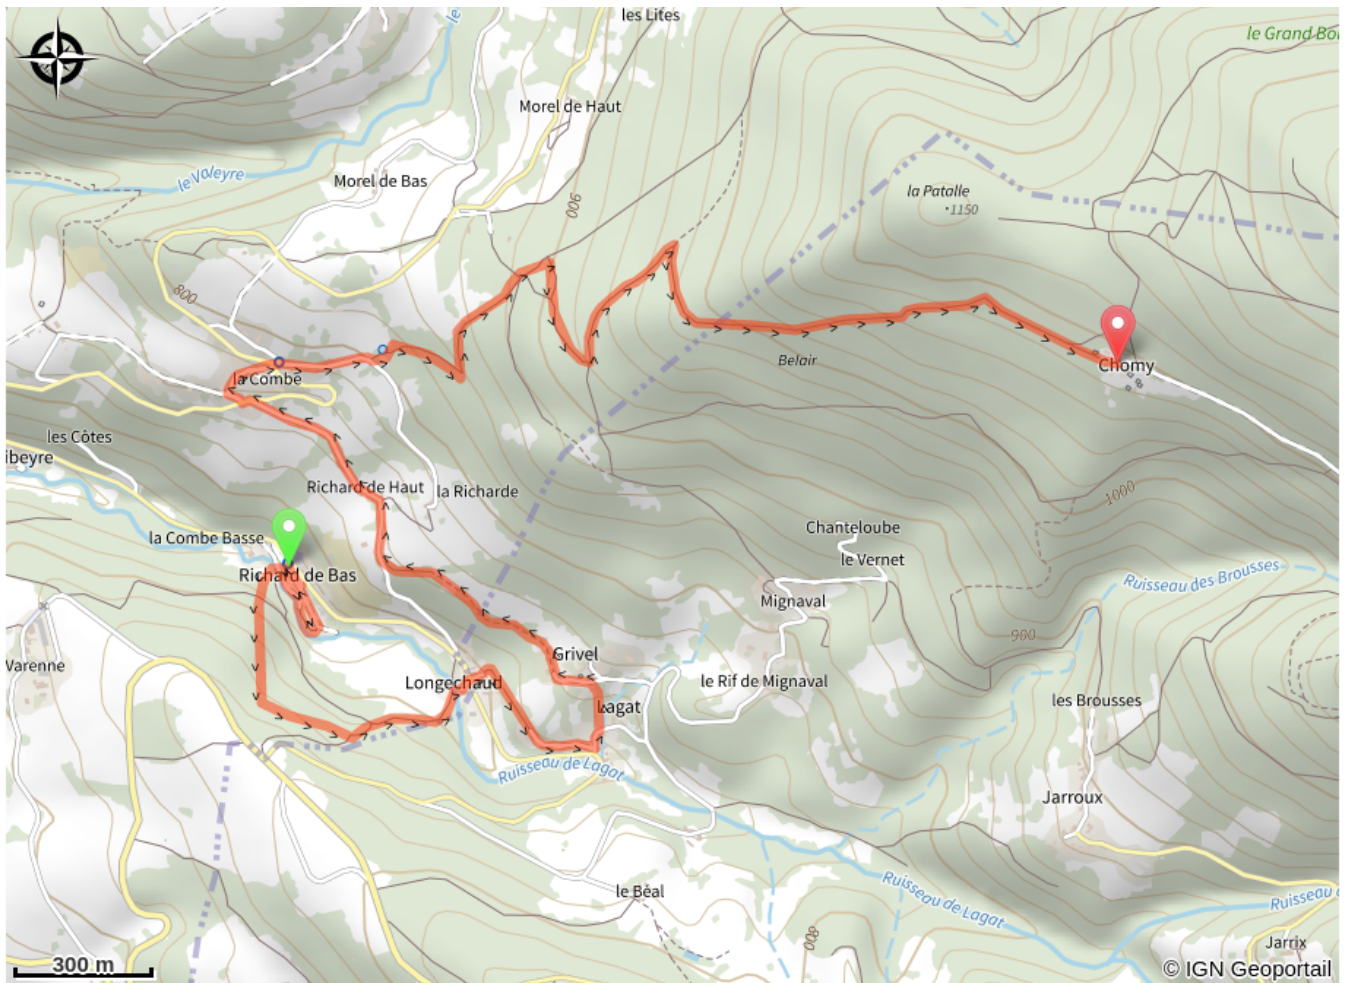 les Lites
le Grand Boi
Morel de Haut
le Valeyre
Morel de Bas
900
la Patalle
1150
800
Belair
la Combe
Chomy
les Côtes
ibeyre
Richard de Haut
la Richarde
1000
la Combe Basse
Chanteloube
le Vernet
Richard de Bas
Ruisseau des Brousses
Mignaval
900
Varenne
Grivel
Longechaud
le Rif de Mignaval
Lagat
les Brousses
Ruisseau de Lagat
Jarroux
le Bèal
Ruisseau de Lagat
Ruisseau
800
Jarrix
300 m
© IGN Geoportail